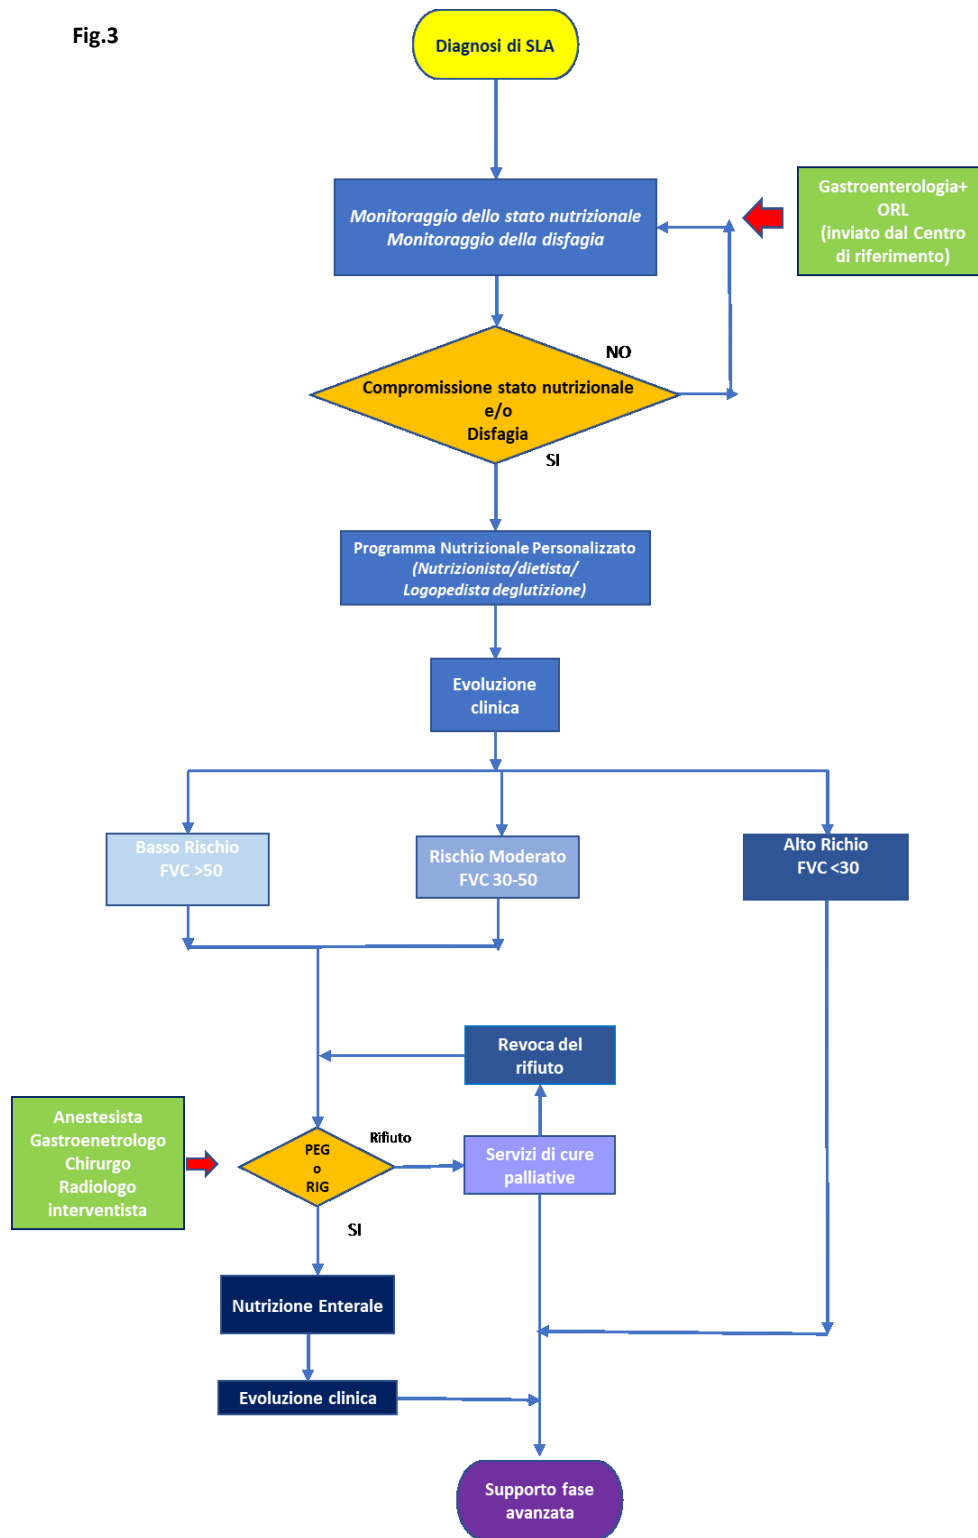 Fig.3
Diagnosi di SLA
Monitoraggio dello stato nutrizionale
Monitoraggio della disfagia
Gastroenterologia+
ORL
(inviato dal Centro
di riferimento)
NO
Compromissione stato nutrizionale
e/o
Disfagia
SI
Programma Nutrizionale Personalizzato
(Nutrizionista/dietista/
Logopedista deglutizione)
Evoluzione
clinica
Basso Rischio
FVC >50
Rischio Moderato
FVC 30-50
Alto Richio
FVC <30
Revoca del
rifiuto
Anestesista
Gastroenetrologo
Chirurgo
Radiologo
interventista
PEG
o
RIG
Rifiuto
Servizi di cure
palliative
SI
Nutrizione Enterale
Evoluzione clinica
Supporto fase
avanzata